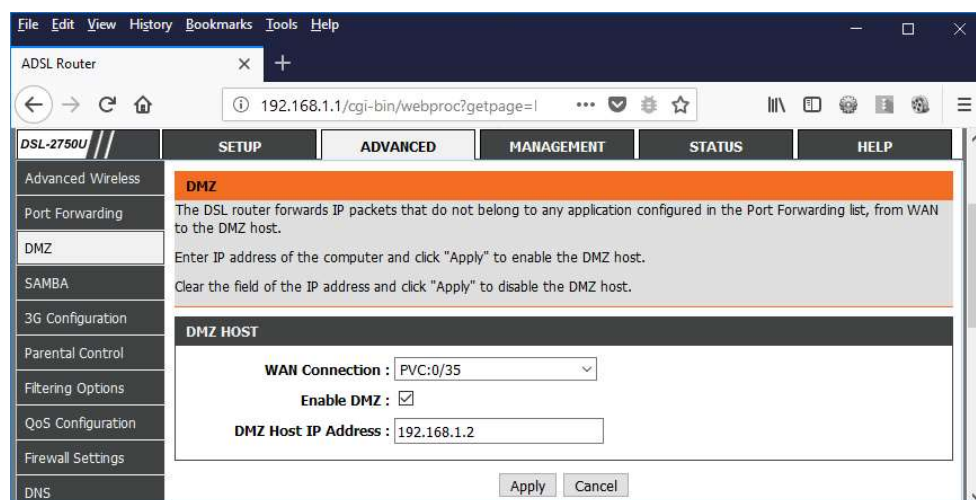 File Edit View History Bookmarks Tools Help
ADSL Router
192.168.1.1/cgi-bin/webproc?getpage=
DSL-2750U
SETUP ADVANCED MANAGEMENT STATUS HELP
Advanced Wireless
Port Forwarding
DMZ
SAMBA
3G Configuration
Parental Control
Filtering Options
QoS Configuration
Firewall Settings
DNS
DMZ
The DSL router forwards IP packets that do not belong to any application configured in the Port Forwarding list, from WAN
to the DMZ host.
Enter IP address of the computer and click "Apply" to enable the DMZ host.
Clear the field of the IP address and click "Apply" to disable the DMZ host.
DMZ HOST
WAN Connection : PVC:0/35
Enable DMZ :
DMZ Host IP Address : 192.168.1.2
Apply Cancel